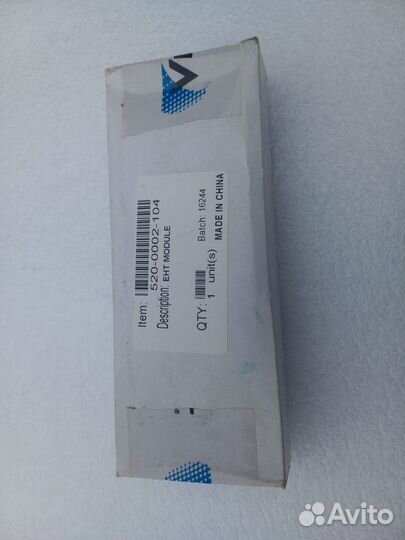 Item:
520-0002-104
Description: EHT MODULE
QTY: 1 unit(s)
Batch: 16244
MADE IN CHINA
Avito